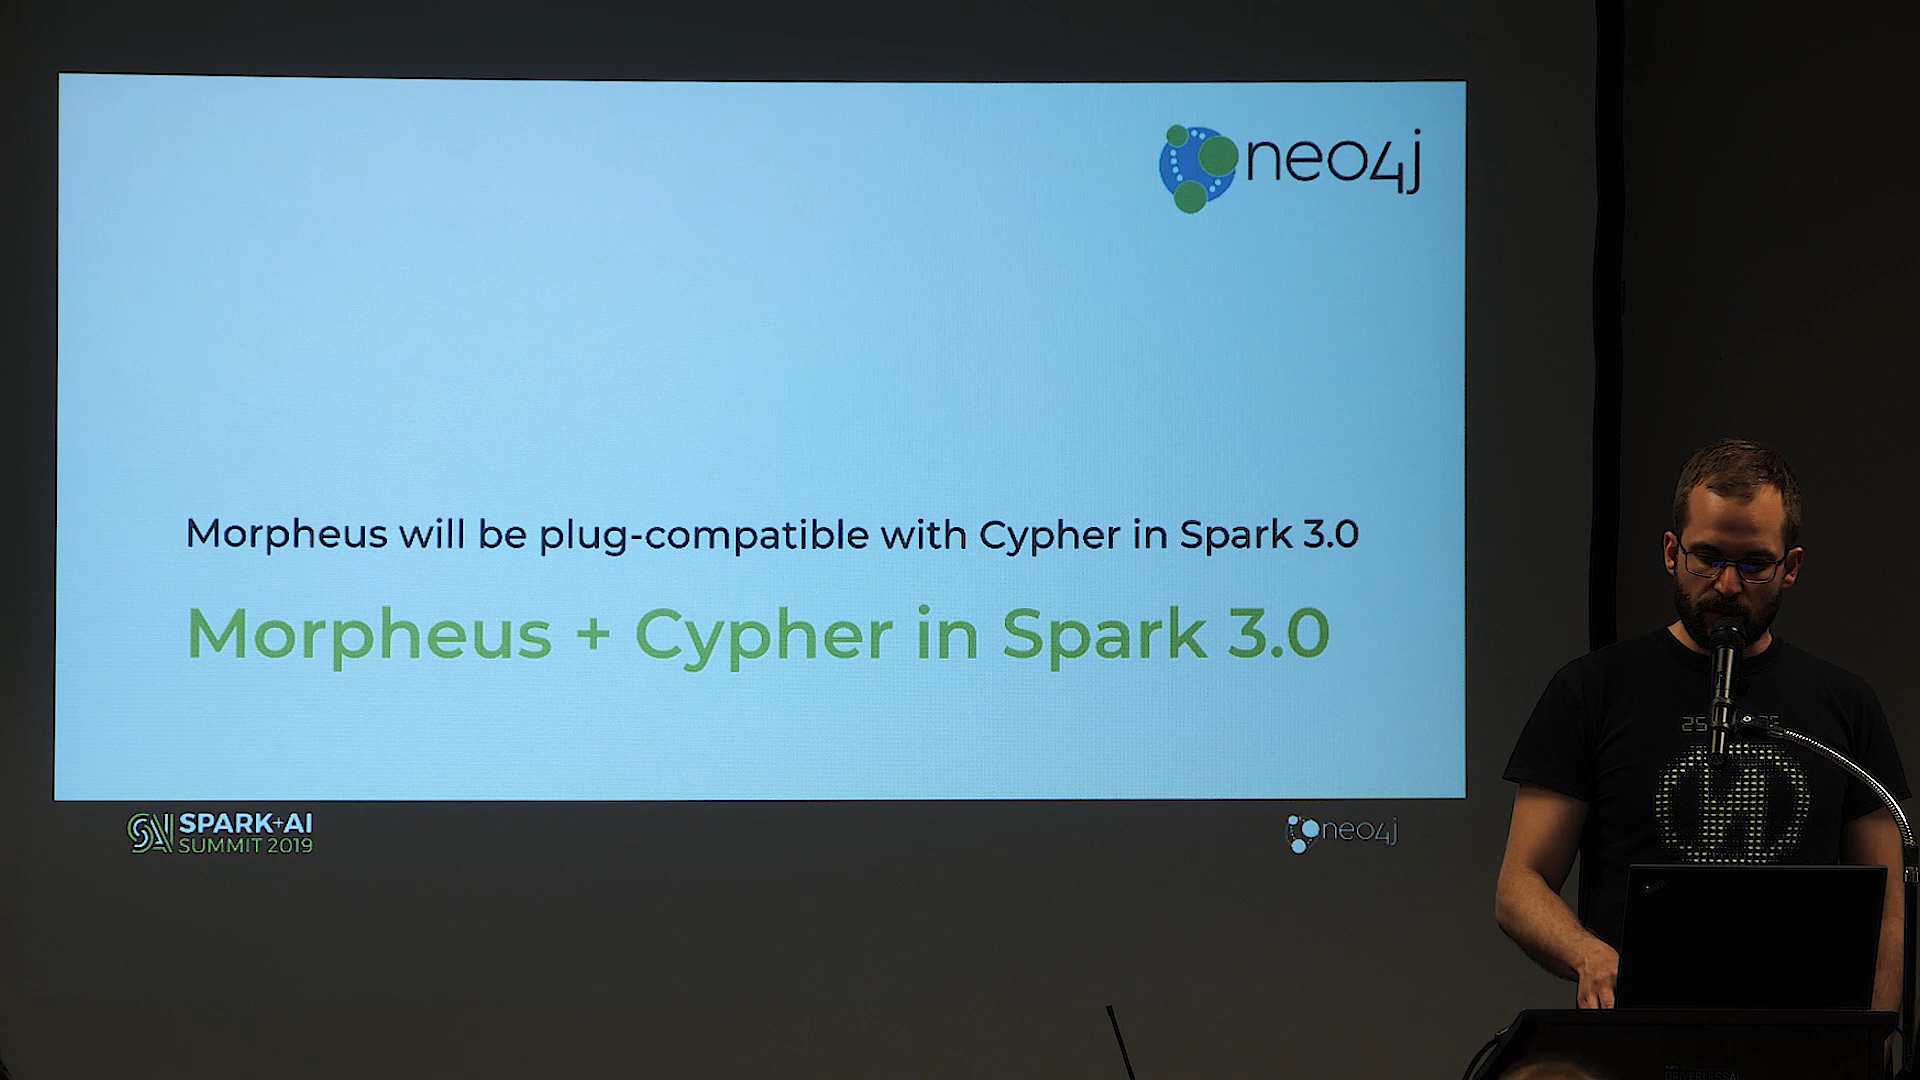 neo4j
Morpheus will be plug-compatible with Cypher in Spark 3.0
Morpheus + Cypher in Spark 3.0
SPARK+AI
SUMMIT 2019
neo4j